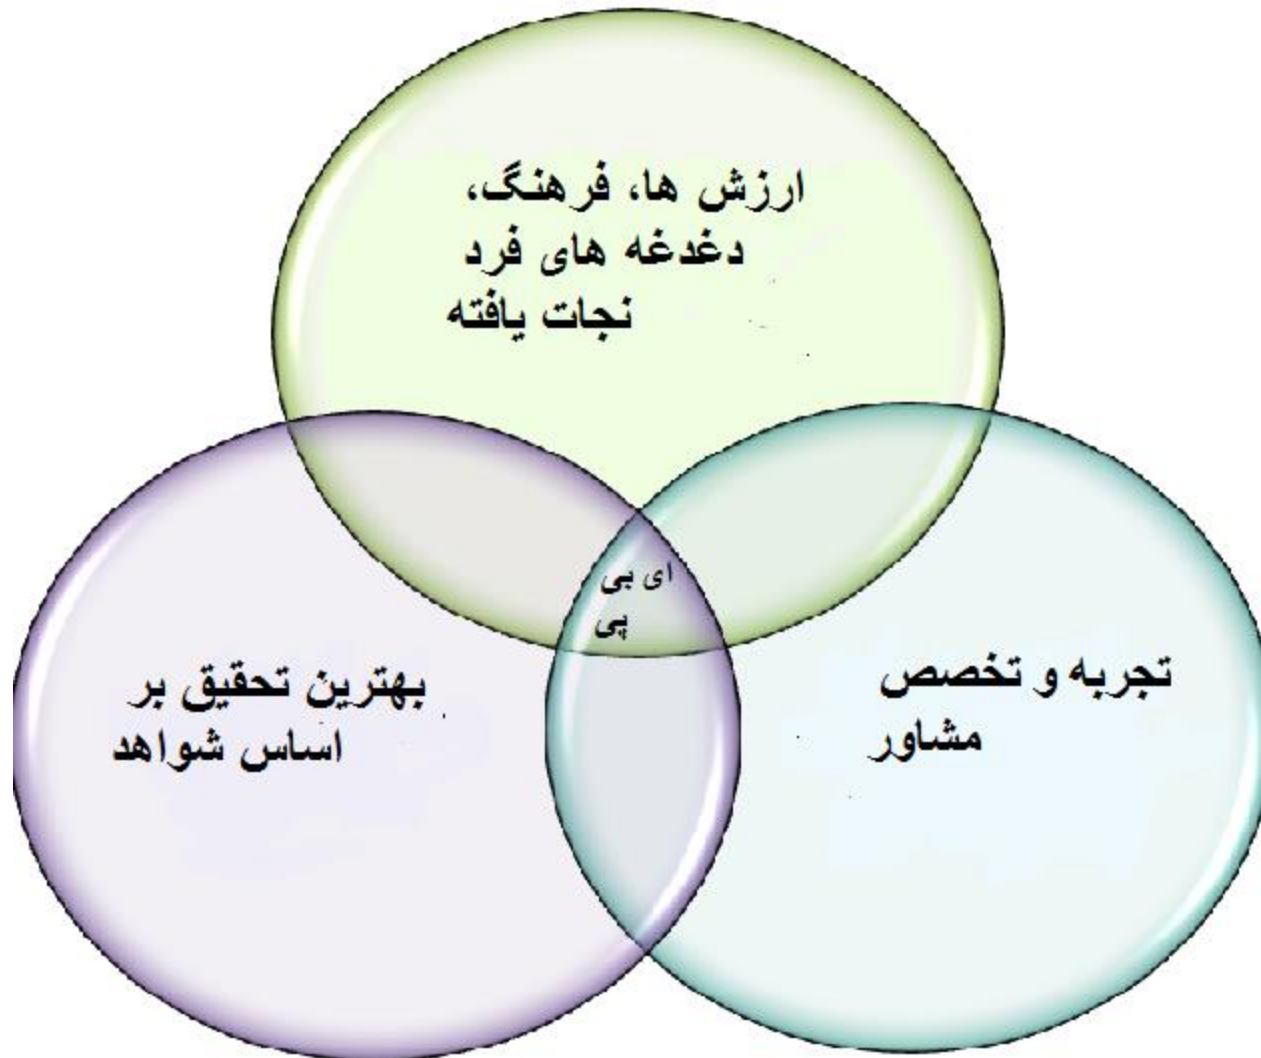 ارزش ها، فرهنگ،
دغدغه های فرد
نجات یافته
ای بی
پی
بهترین تحقیق بر
اساس شواهد
تجربه و تخصص
مشاور